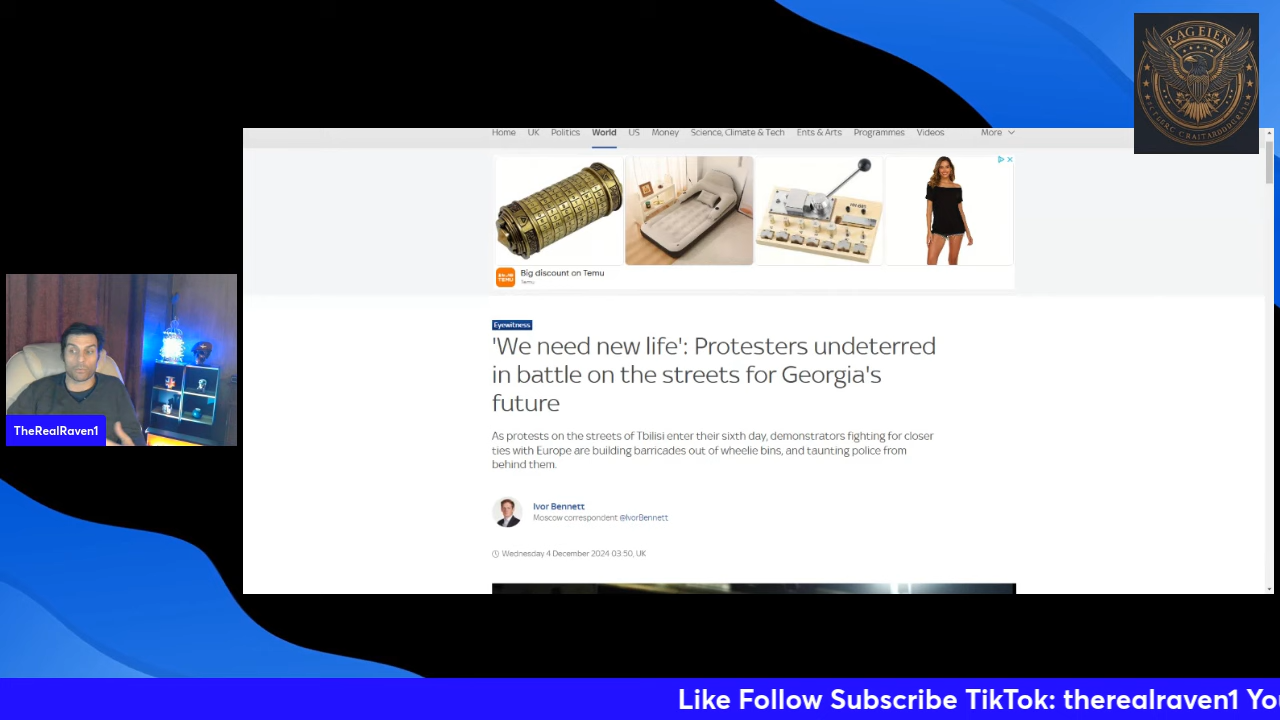 RAGEIEN
Home UK Politics World US Money Science, Climate & Tech Ents & Arts Programmes Videos More
Big discount on Temu
Temu
Eyewitness
'We need new life': Protesters undeterred
in battle on the streets for Georgia's
future
As protests on the streets of Tbilisi enter their sixth day, demonstrators fighting for closer
ties with Europe are building barricades out of wheelie bins, and taunting police from
behind them.
Ivor Bennett
Moscow correspondent @IvorBennett
Wednesday 4 December 2024 03:50, UK
TheRealRaven1
Like Follow Subscribe TikTok: therealraven1 You